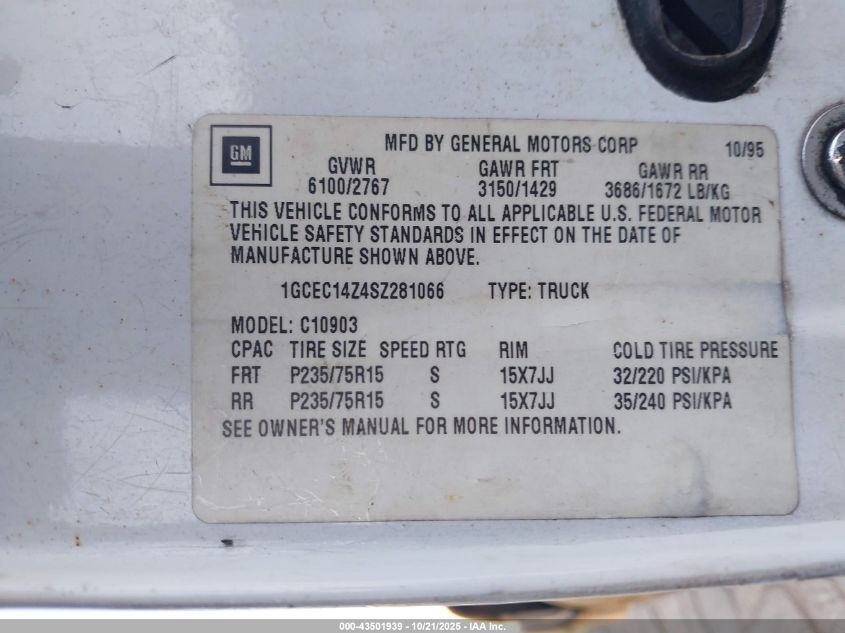 GM
MFD BY GENERAL MOTORS CORP 10/95
GVWR GAWR FRT GAWR RR
6100/2767 3150/1429 3686/1672 LB/KG
THIS VEHICLE CONFORMS TO ALL APPLICABLE U.S. FEDERAL MOTOR
VEHICLE SAFETY STANDARDS IN EFFECT ON THE DATE OF
MANUFACTURE SHOWN ABOVE.
1GCEC14Z4SZ281066 TYPE: TRUCK
MODEL: C10903
CPAC TIRE SIZE SPEED RTG RIM COLD TIRE PRESSURE
FRT P235/75R15 S 15X7JJ 32/220 PSI/KPA
RR P235/75R15 S 15X7JJ 35/240 PSI/KPA
SEE OWNER'S MANUAL FOR MORE INFORMATION.
000-43501939 - 10/21/2025 - IAA Inc.